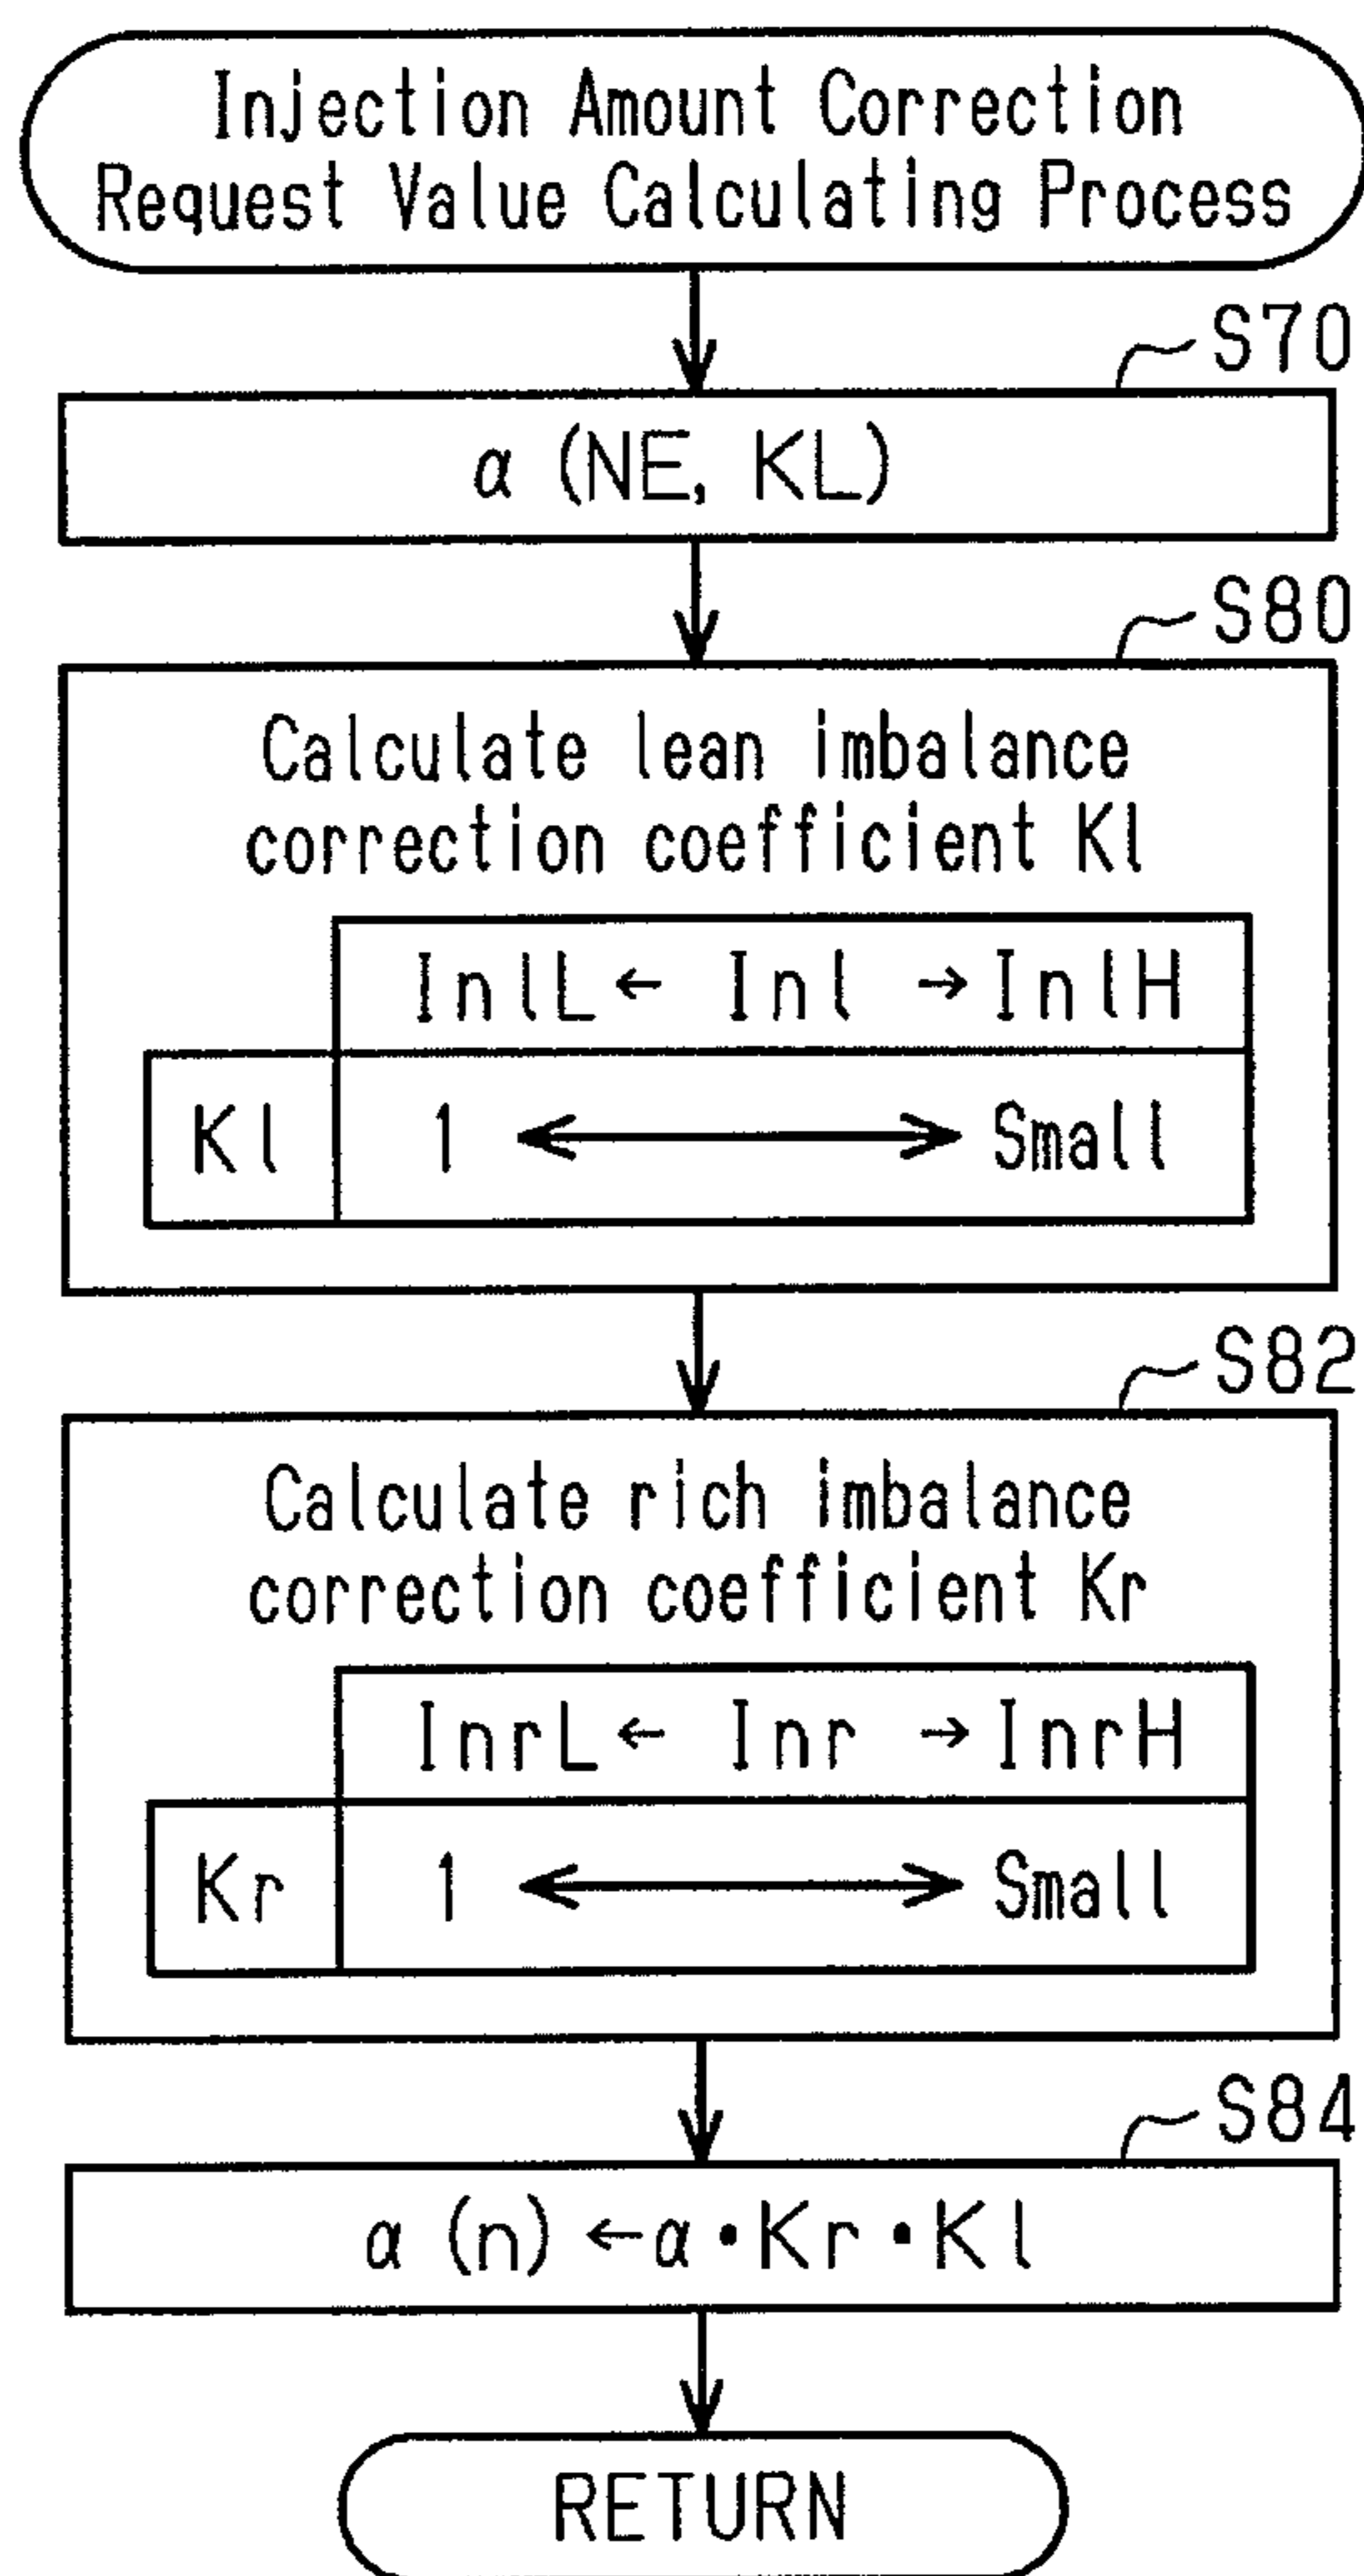 Injection Amount Correction
Request Value Calculating Process
S70
α (NE, KL)
S80
Calculate lean imbalance
correction coefficient Kl
InlL ← Inl → InlH
Kl 1 Small
S82
Calculate rich imbalance
correction coefficient Kr
InrL ← Inr → InrH
Kr 1 Small
S84
α (n) ← α • Kr • Kl
RETURN